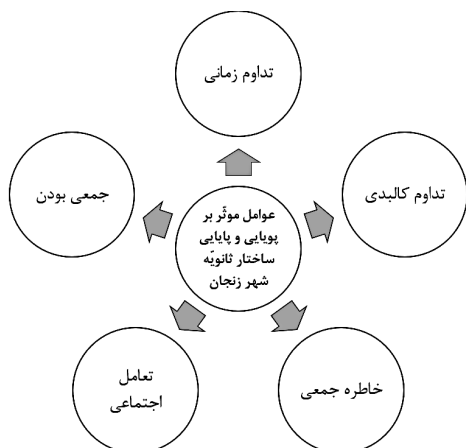 تداوم زمانی
تداوم کالبدی
جمعی بودن
عوامل موثّر بر
پویایی و پایایی
ساختار ثانویّه
شهر زنجان
خاطره جمعی
تعامل
اجتماعی